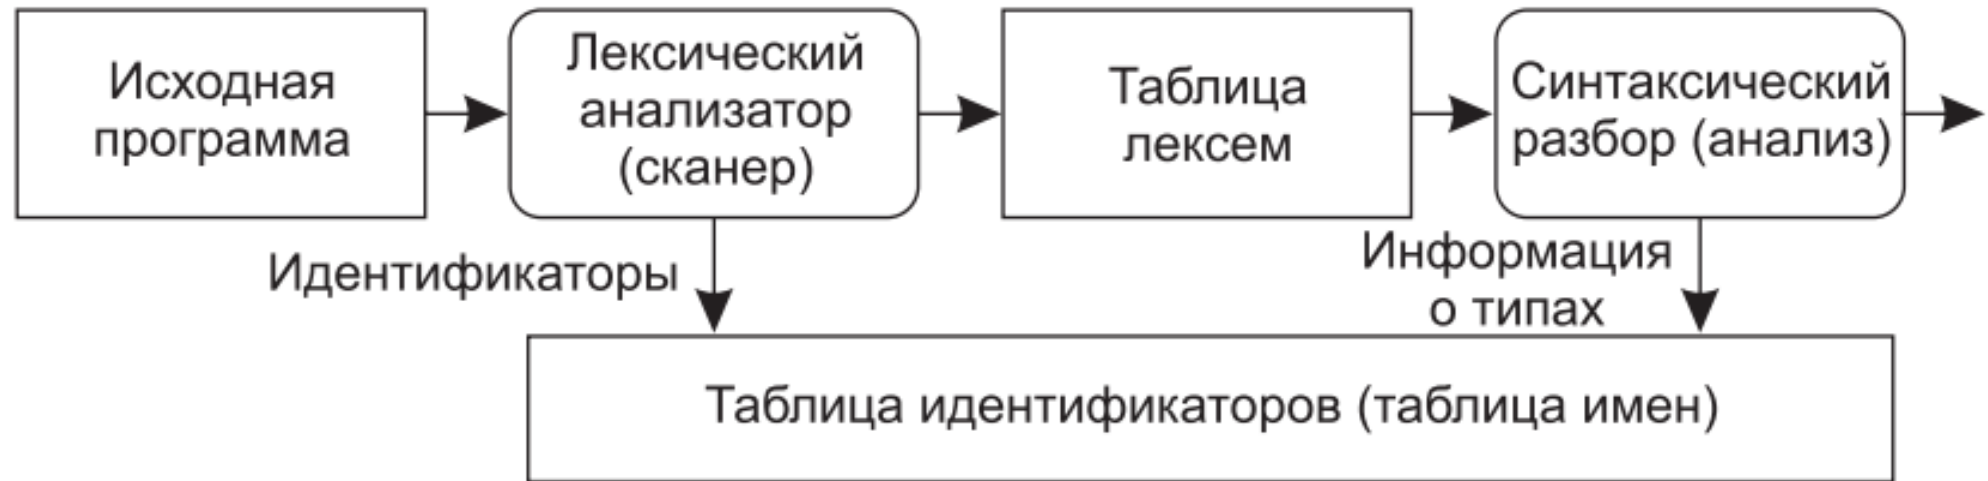 Исходная
программа
Лексический
анализатор
(сканер)
Таблица
лексем
Синтаксический
разбор (анализ)
Идентификаторы
Информация
о типах
Таблица идентификаторов (таблица имен)